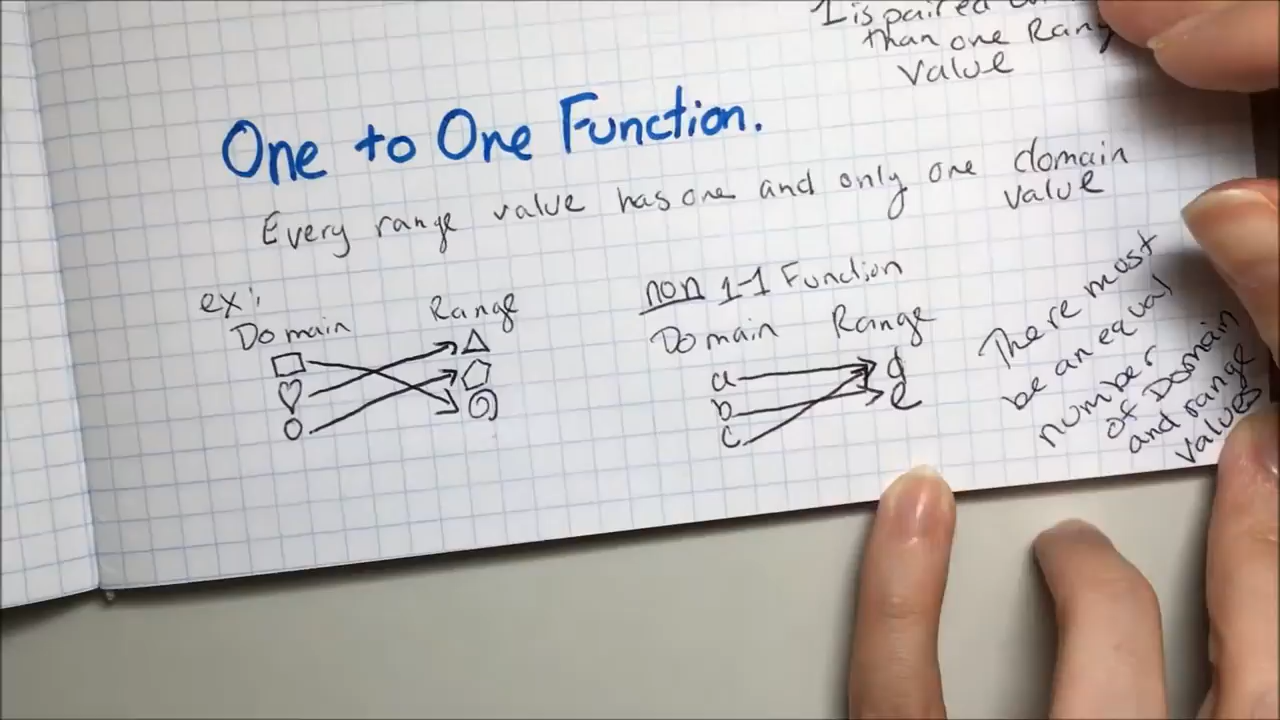 1 is paired
than one Range
Value
One to One Function.
Every range value has one and only one domain
value
ex:
Domain Range
non 1-1 Function
Domain Range
a
b
c
d
e
There must
be an equal
number
of Domain
and range
values